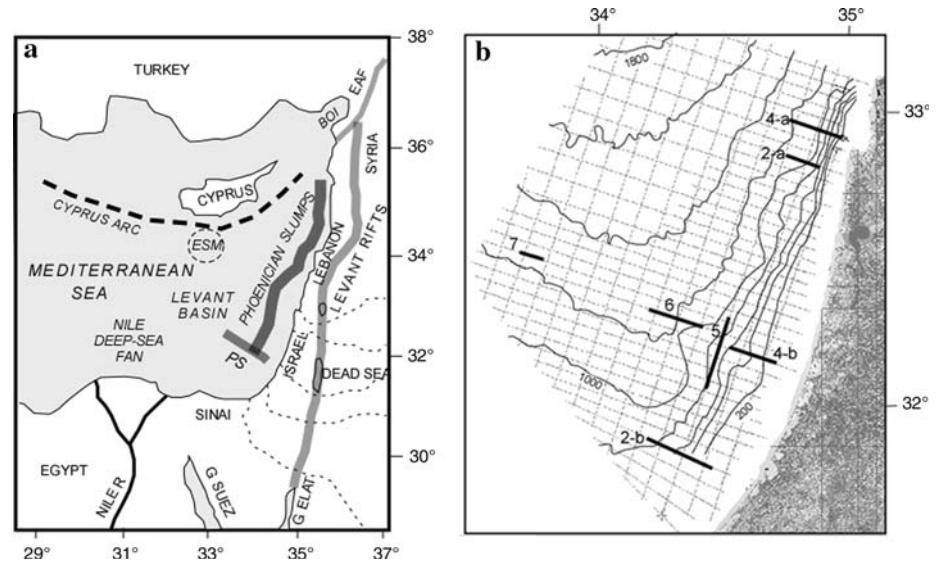 a
38°
36°
34°
32°
30°
29°
31°
33°
35°
37°
TURKEY
BOI
EAF
SYRIA
CYPRUS
CYPRUS ARC
ESM
PHOENICIAN SLUMPS
LEBANON
LEVANT RIFTS
MEDITERRANEAN
SEA
LEVANT
BASIN
NILE
DEEP-SEA
FAN
PS
ISRAEL
DEAD SEA
SINAI
EGYPT
NILE R
G SUEZ
G ELAT
b
34°
35°
33°
32°
1800
4-a
2-a
7
6
5
4-b
1000
200
2-b